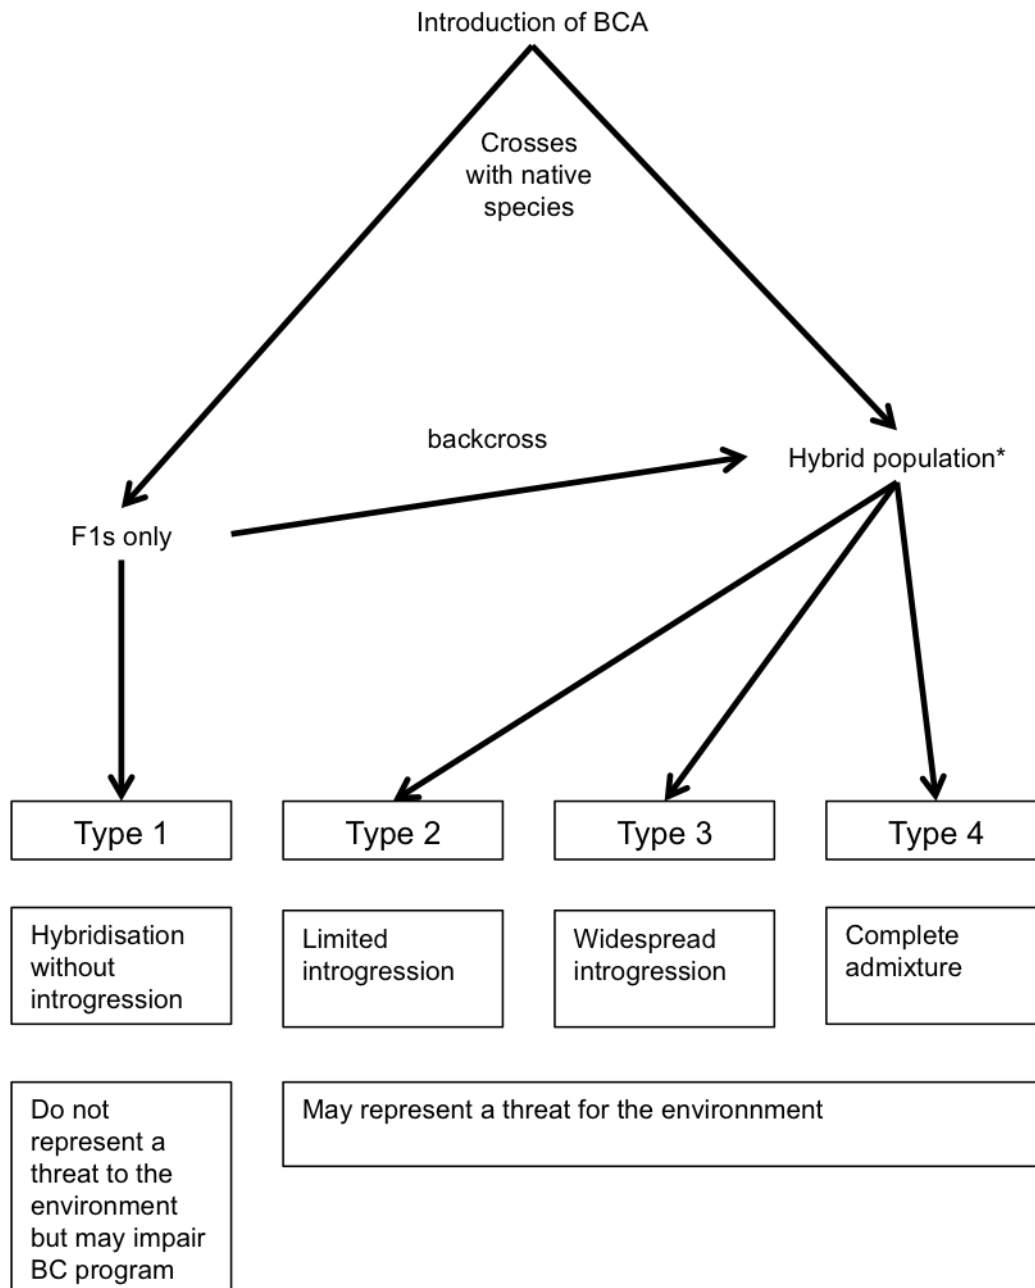 Introduction of BCA
Crosses
with native
species
backcross
Hybrid population*
F1s only
Type 1
Type 2
Type 3
Type 4
Hybridisation
without
introgression
Limited
introgression
Widespread
introgression
Complete
admixture
Do not
represent a
threat to the
environment
but may impair
BC program
May represent a threat for the environnment